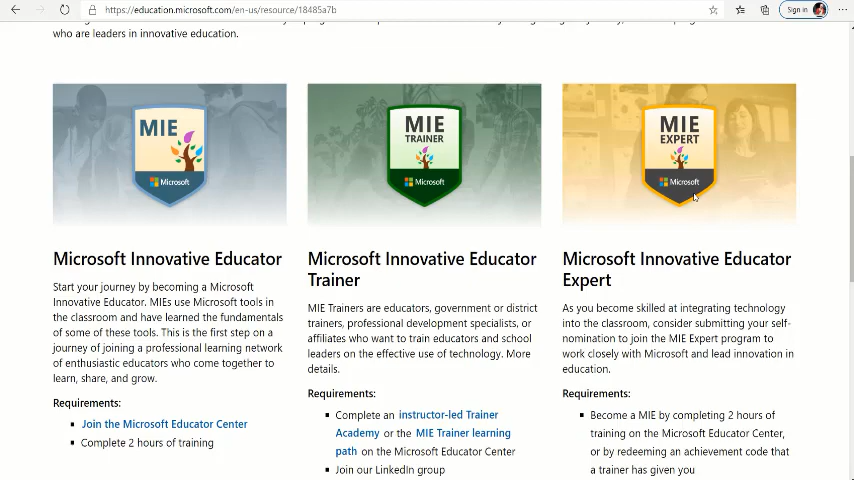 https://education.microsoft.com/en-us/resource/18485a7b
Sign in
who are leaders in innovative education.
MIE
Microsoft
MIE
TRAINER
Microsoft
MIE
EXPERT
Microsoft
Microsoft Innovative Educator
Start your journey by becoming a Microsoft
Innovative Educator. MIEs use Microsoft tools in
the classroom and have learned the fundamentals
of some of these tools. This is the first step on a
journey of joining a professional learning network
of enthusiastic educators who come together to
learn, share, and grow.
Requirements:
Join the Microsoft Educator Center
Complete 2 hours of training
Microsoft Innovative Educator
Trainer
MIE Trainers are educators, government or district
trainers, professional development specialists, or
affiliates who want to train educators and school
leaders on the effective use of technology. More
details.
Requirements:
Complete an instructor-led Trainer
Academy or the MIE Trainer learning
path on the Microsoft Educator Center
Join our LinkedIn group
Microsoft Innovative Educator
Expert
As you become skilled at integrating technology
into the classroom, consider submitting your self-
nomination to join the MIE Expert program to
work closely with Microsoft and lead innovation in
education.
Requirements:
Become a MIE by completing 2 hours of
training on the Microsoft Educator Center,
or by redeeming an achievement code that
a trainer has given you